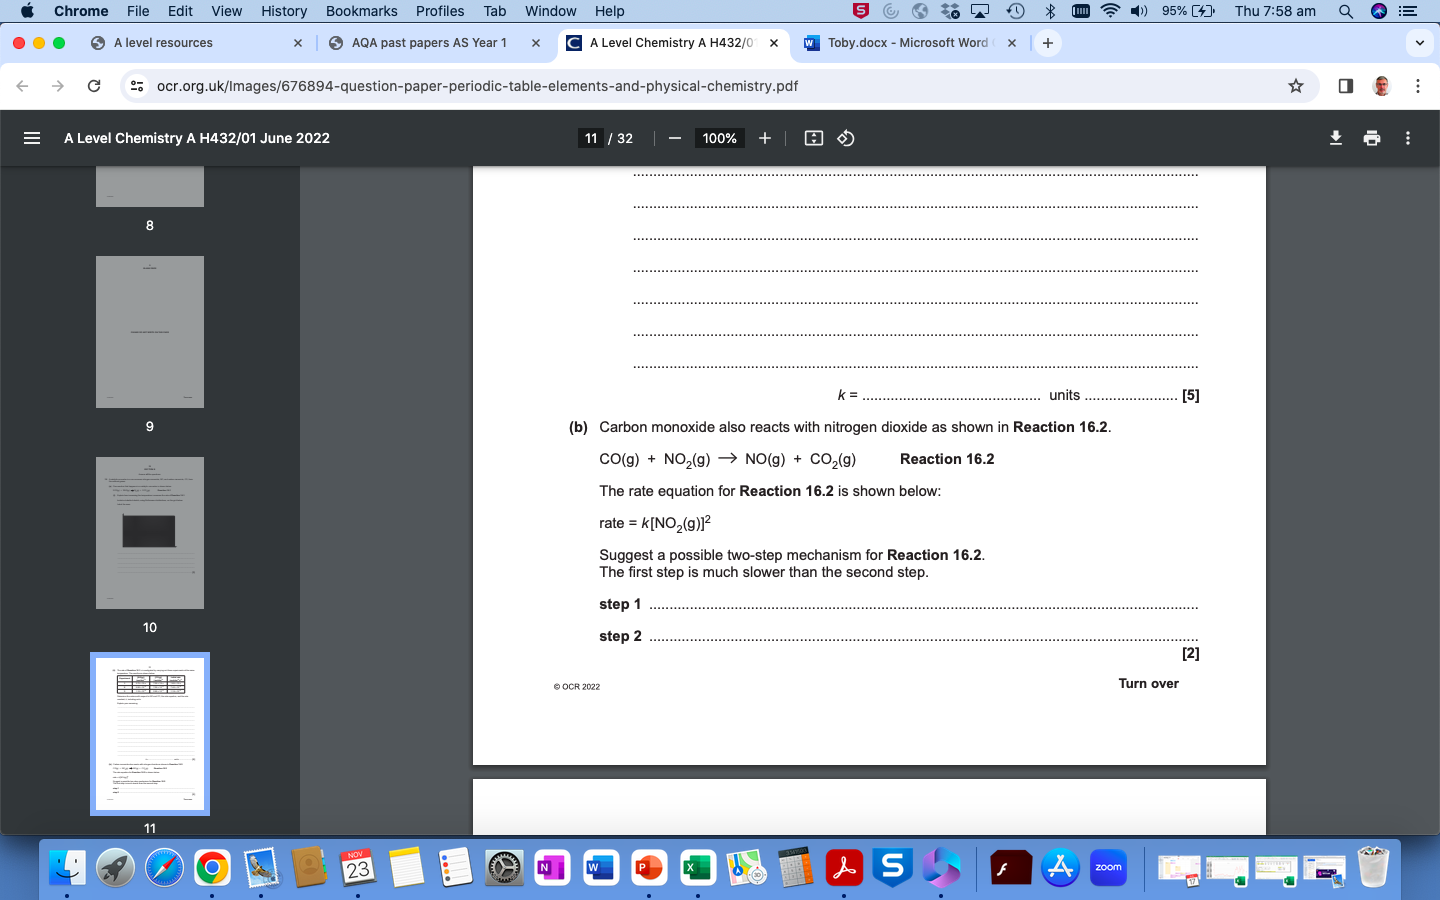 Chrome File Edit View History Bookmarks Profiles Tab Window Help 95% Thu 7:58 am
A level resources AQA past papers AS Year 1 A Level Chemistry A H432/0 Toby.docx - Microsoft Word
ocr.org.uk/Images/676894-question-paper-periodic-table-elements-and-physical-chemistry.pdf
A Level Chemistry A H432/01 June 2022 11 / 32 100%
8
9
10
11
k = .......... units .......... [5]
(b) Carbon monoxide also reacts with nitrogen dioxide as shown in Reaction 16.2.
CO(g) + NO₂(g) → NO(g) + CO₂(g) Reaction 16.2
The rate equation for Reaction 16.2 is shown below:
rate = k[NO₂(g)]²
Suggest a possible two-step mechanism for Reaction 16.2.
The first step is much slower than the second step.
step 1 ..........
step 2 ..........
[2]
© OCR 2022 Turn over
NOV
23
zoom
17